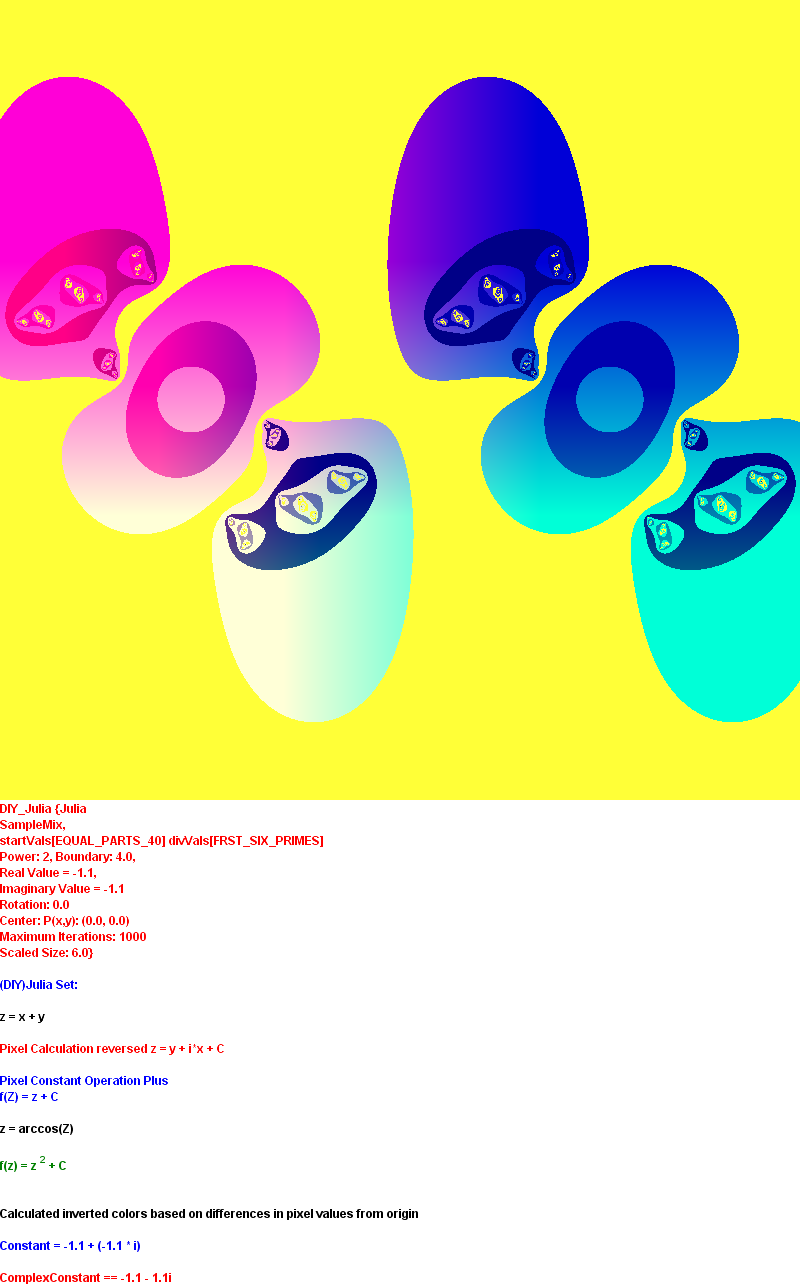 DIY_Julia {Julia
SampleMix,
startVals[EQUAL_PARTS_40] divVals[FRST_SIX_PRIMES]
Power: 2, Boundary: 4.0,
Real Value = -1.1,
Imaginary Value = -1.1
Rotation: 0.0
Center: P(x,y): (0.0, 0.0)
Maximum Iterations: 1000
Scaled Size: 6.0}
(DIY)Julia Set:
z = x + y
Pixel Calculation reversed z = y + i*x + C
Pixel Constant Operation Plus
f(Z) = z + C
z = arccos(Z)
f(z) = z 2 + C
Calculated inverted colors based on differences in pixel values from origin
Constant = -1.1 + (-1.1 * i)
ComplexConstant == -1.1 - 1.1i